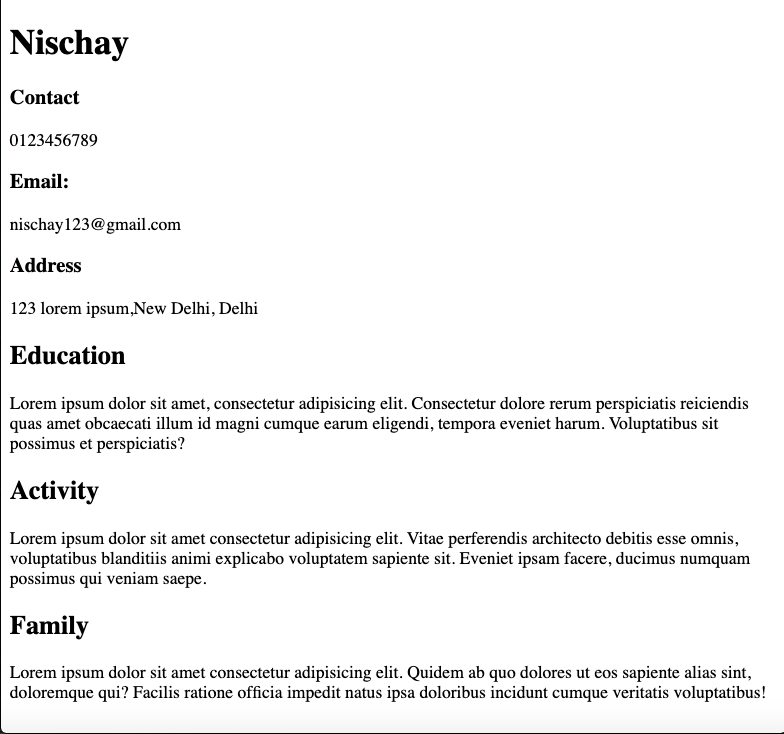 Nischay
Contact
0123456789
Email:
nischay123@gmail.com
Address
123 lorem ipsum,New Delhi, Delhi
Education
Lorem ipsum dolor sit amet, consectetur adipisicing elit. Consectetur dolore rerum perspiciatis reiciendis
quas amet obcaecati illum id magni cumque earum eligendi, tempora eveniet harum. Voluptatibus sit
possimus et perspiciatis?
Activity
Lorem ipsum dolor sit amet consectetur adipisicing elit. Vitae perferendis architecto debitis esse omnis,
voluptatibus blanditiis animi explicabo voluptatem sapiente sit. Eveniet ipsam facere, ducimus numquam
possimus qui veniam saepe.
Family
Lorem ipsum dolor sit amet consectetur adipisicing elit. Quidem ab quo dolores ut eos sapiente alias sint,
doloremque qui? Facilis ratione officia impedit natus ipsa doloribus incidunt cumque veritatis voluptatibus!